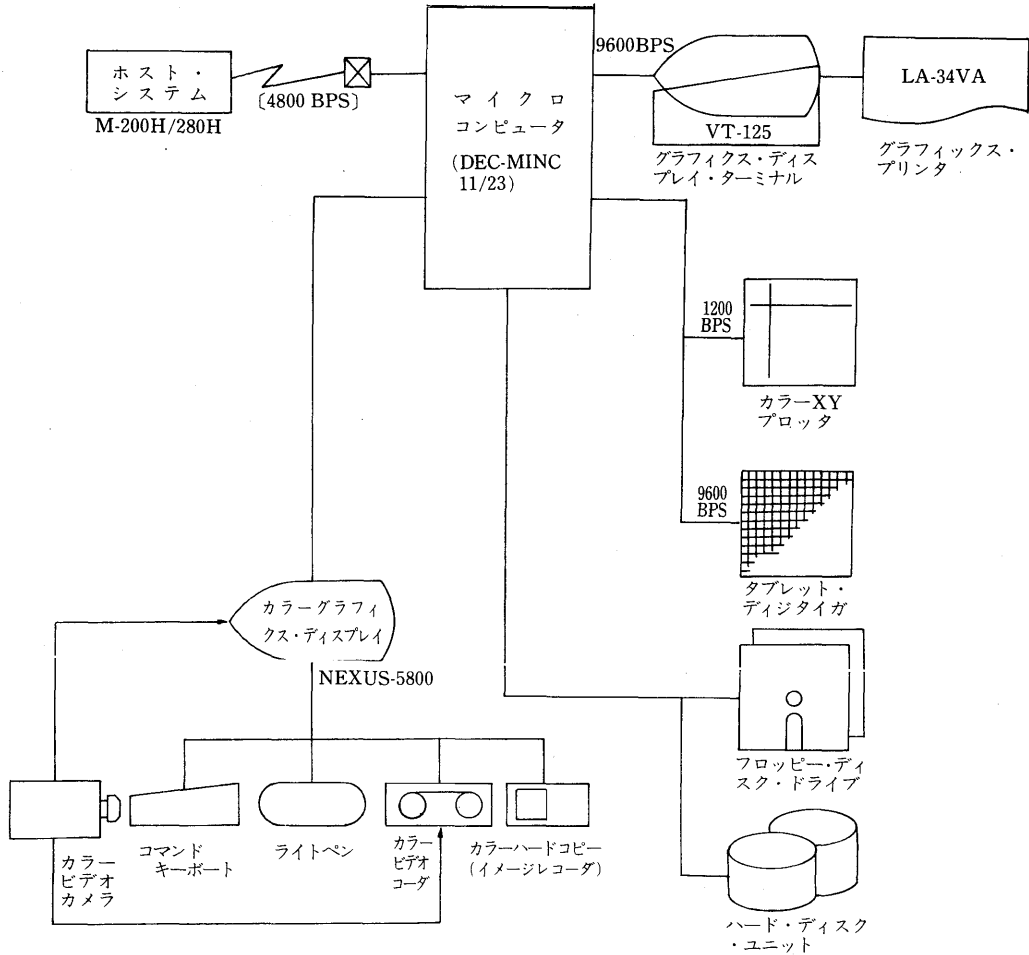 ホスト・
システム
M-200H/280H
〔4800 BPS〕
マイクロ
コンピュータ
(DEC-MINC
11/23)
9600BPS
VT-125
グラフィクス・ディス
プレイ・ターミナル
LA-34VA
グラフィックス・
プリンタ
1200
BPS
カラーXY
プロッタ
9600
BPS
タブレット・
ディジタイガ
カラーグラフィ
クス・ディスプレイ
NEXUS-5800
フロッピー・ディ
スク・ドライブ
カラー
ビデオ
カメラ
コマンド
キーボート
ライトペン
カラー
ビデオ
コーダ
カラーハードコピー
(イメージレコーダ)
ハード・ディスク
・ユニット